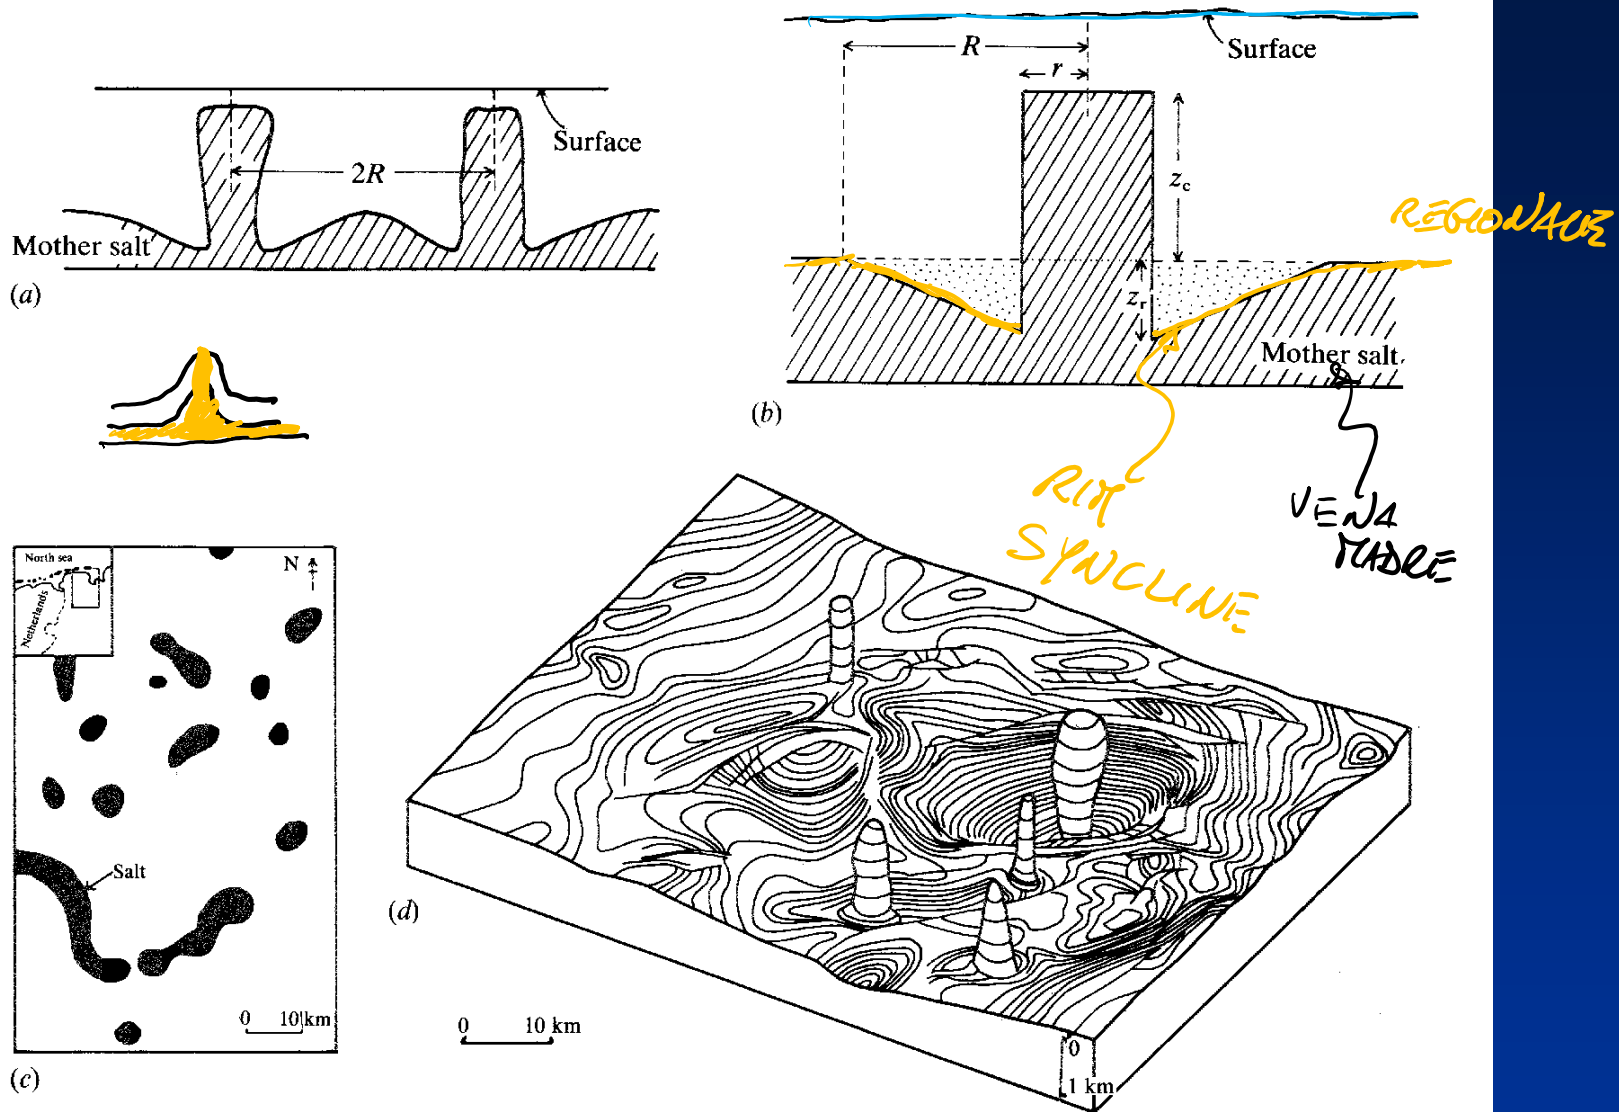 Surface
2R
Mother salt
(a)
Surface
R
r
z_c
z_r
Mother salt
(b)
REGIONALE
RIM
SYNCLINE
VENA
MADRE
North sea
Netherlands
N
Salt
0 10 km
(c)
(d)
0 10 km
0
1 km